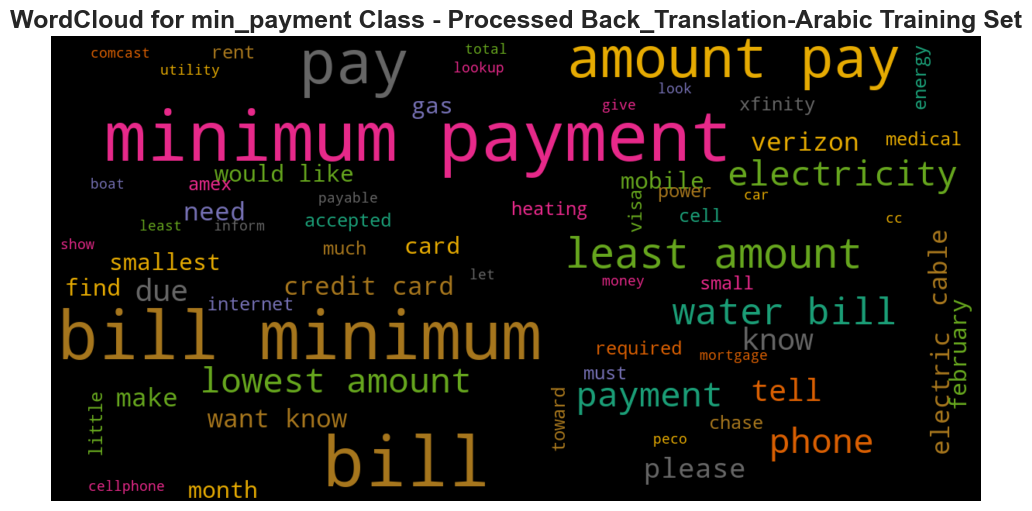 WordCloud for min_payment Class - Processed Back_Translation-Arabic Training Set
comcast
rent
pay
total
amount pay
utility
lookup
look
energy
gas
give
xfinity
minimum payment
verizon
medical
would like
mobile
electricity
boat
amex
payable
power
car
need
heating
visa
cell
cc
least
inform
accepted
show
much
card
least amount
smallest
let
money
small
find
due
credit card
internet
water bill
electric cable
bill minimum
know
february
required
mortgage
lowest amount
must
make
payment
tell
little
want know
toward
chase
phone
bill
peco
please
cellphone
month